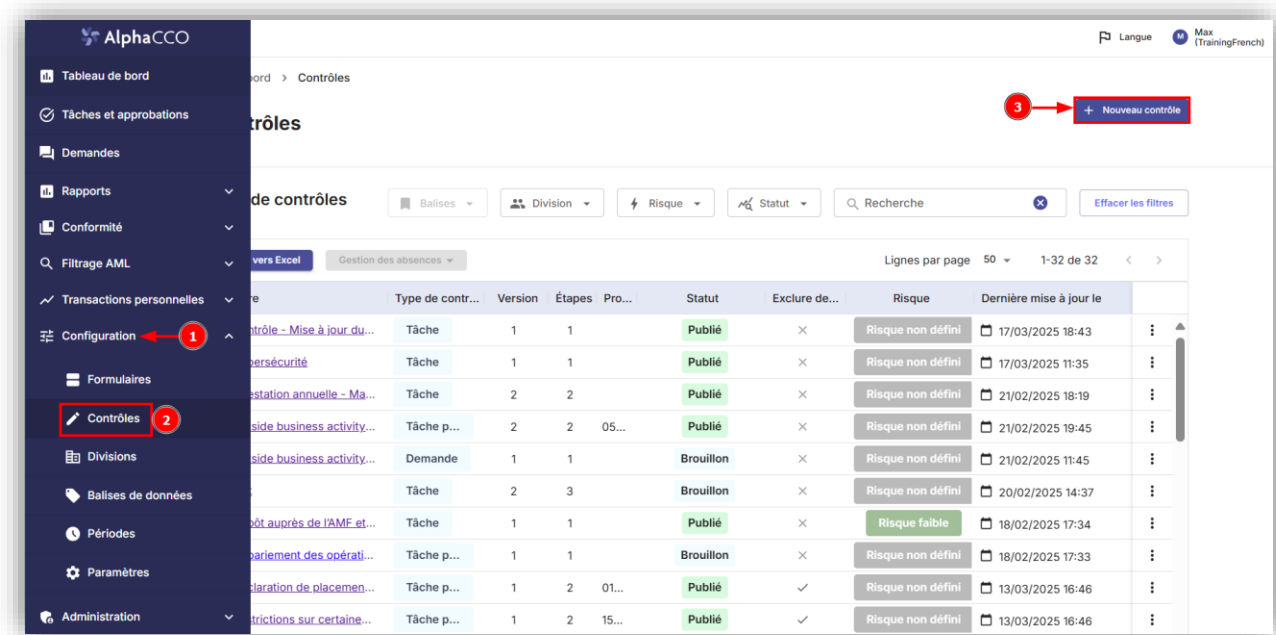 AlphaCCO
Langue
M
Max
(TrainingFrench)
Tableau de bord
Tâches et approbations
Demandes
Rapports
Conformité
Filtrage AML
Transactions personnelles
Configuration
1
Formulaires
Contrôles
2
Divisions
Balises de données
Périodes
Paramètres
Administration
ord > Contrôles
trôles
3
+ Nouveau contrôle
de contrôles
Balises
Division
Risque
Statut
Recherche
Effacer les filtres
vers Excel
Gestion des absences
Lignes par page 50 1-32 de 32
re Type de contr... Version Étapes Pro... Statut Exclure de... Risque Dernière mise à jour le
ntrôle - Mise à jour du... Tâche 1 1 Publié Risque non défini 17/03/2025 18:43
persécurité Tâche 1 1 Publié Risque non défini 17/03/2025 11:35
estation annuelle - Ma... Tâche 2 2 Publié Risque non défini 21/02/2025 18:19
side business activity... Tâche p... 2 2 05... Publié Risque non défini 21/02/2025 19:45
side business activity... Demande 1 1 Brouillon Risque non défini 21/02/2025 11:45
Tâche 2 3 Brouillon Risque non défini 20/02/2025 14:37
pôt auprès de l'AMF et... Tâche 1 1 Publié Risque faible 18/02/2025 17:34
pariement des opérati... Tâche p... 1 1 Brouillon Risque non défini 18/02/2025 17:33
claration de placemen... Tâche p... 1 2 01... Publié Risque non défini 13/03/2025 16:46
strictions sur certaine... Tâche p... 1 2 15... Publié Risque non défini 13/03/2025 16:46